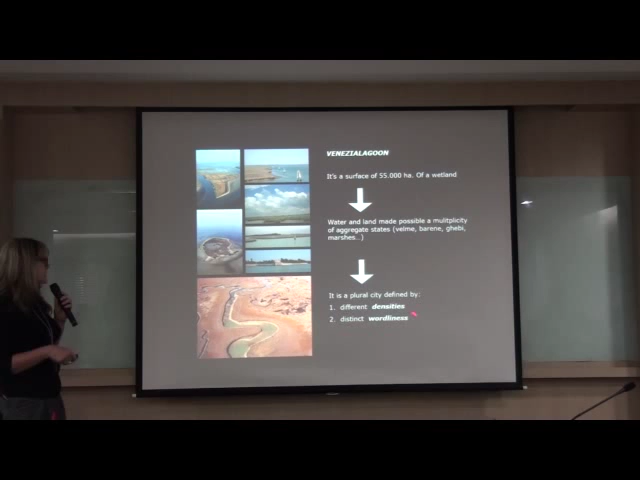 VENEZIALAGOON
It's a surface of 55.000 ha. Of a wetland
Water and land made possible a mulitplicity
of aggregate states (velme, barene, ghebi,
marshes...)
It is a plural city defined by:
1. different densities
2. distinct wordliness